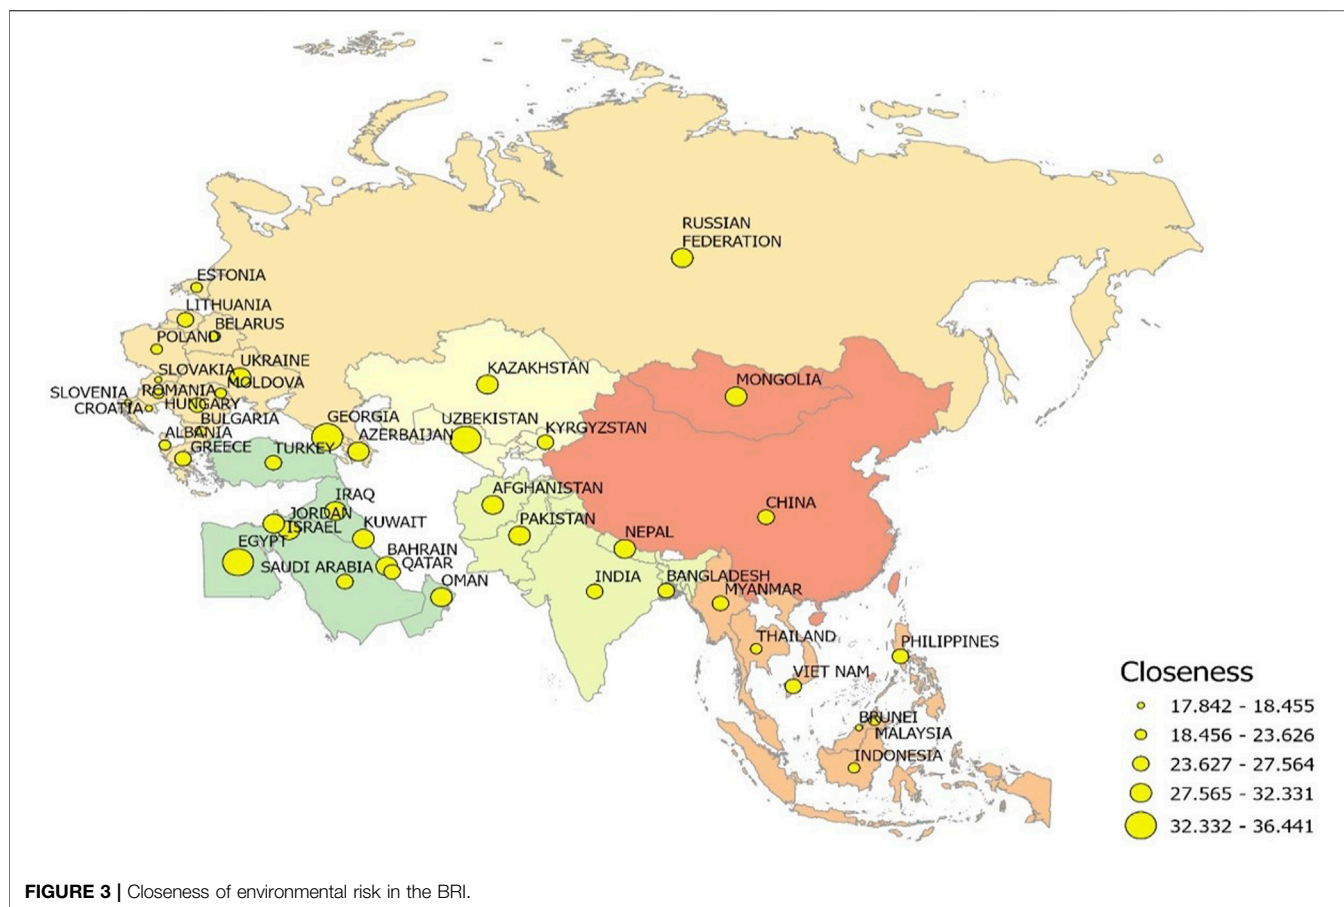 RUSSIAN
FEDERATION
ESTONIA
LITHUANIA
BELARUS
POLAND
UKRAINE
SLOVAKIA
KAZAKHSTAN
MOLDOVA
MONGOLIA
SLOVENIA
ROMANIA
CROATIA
HUNGARY
BULGARIA
GEORGIA
UZBEKISTAN
KYRGYZSTAN
ALBANIA
AZERBAIJAN
GREECE
TURKEY
AFGHANISTAN
IRAQ
CHINA
JORDAN
PAKISTAN
ISRAEL
KUWAIT
NEPAL
EGYPT
BAHRAIN
QATAR
SAUDI ARABIA
OMAN
INDIA
BANGLADESH
MYANMAR
THAILAND
PHILIPPINES
VIET NAM
BRUNEI
MALAYSIA
INDONESIA
Closeness
17.842 - 18.455
18.456 - 23.626
23.627 - 27.564
27.565 - 32.331
32.332 - 36.441
FIGURE 3 | Closeness of environmental risk in the BRI.